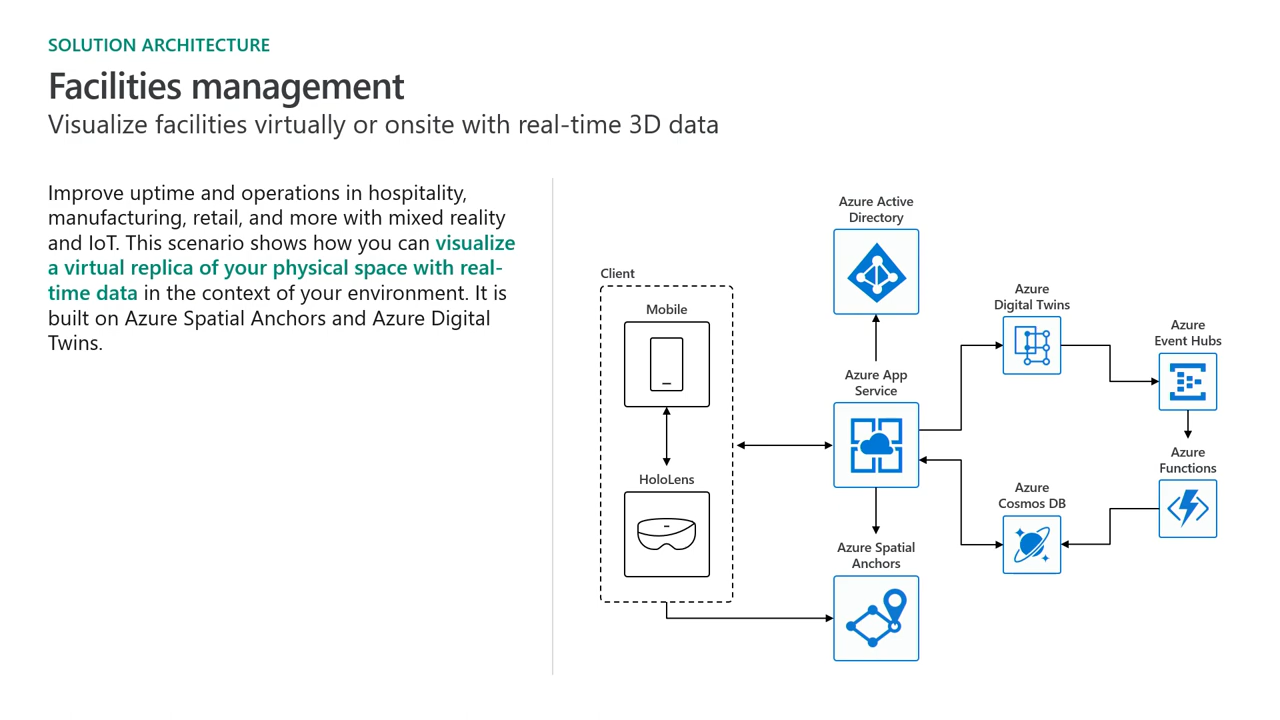 SOLUTION ARCHITECTURE
Facilities management
Visualize facilities virtually or onsite with real-time 3D data
Improve uptime and operations in hospitality,
manufacturing, retail, and more with mixed reality
and IoT. This scenario shows how you can visualize
a virtual replica of your physical space with real-
time data in the context of your environment. It is
built on Azure Spatial Anchors and Azure Digital
Twins.
Client
Mobile
HoloLens
Azure Active
Directory
Azure App
Service
Azure Spatial
Anchors
Azure
Digital Twins
Azure
Cosmos DB
Azure
Event Hubs
Azure
Functions